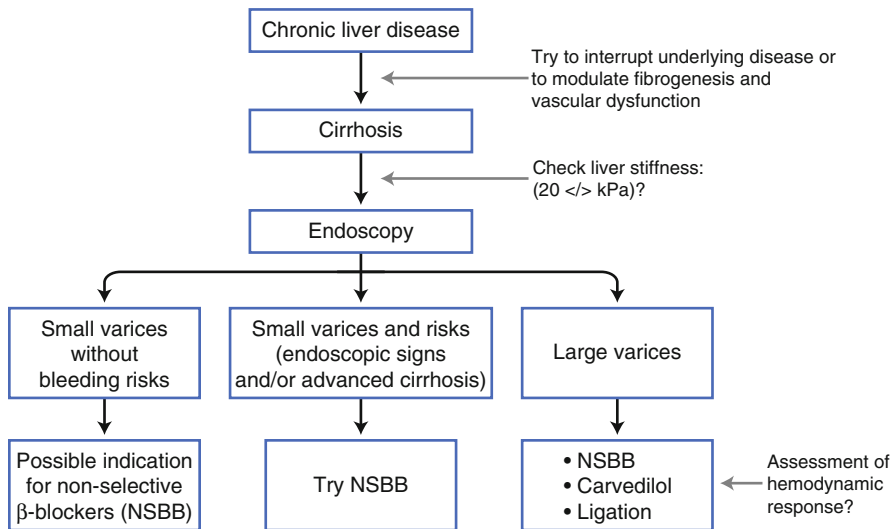 Chronic liver disease
Try to interrupt underlying disease or
to modulate fibrogenesis and
vascular dysfunction
Cirrhosis
Check liver stiffness:
(20 </> kPa)?
Endoscopy
Small varices
without
bleeding risks
Small varices and risks
(endoscopic signs
and/or advanced cirrhosis)
Large varices
Possible indication
for non-selective
β-blockers (NSBB)
Try NSBB
• NSBB
• Carvedilol
• Ligation
Assessment of
hemodynamic
response?